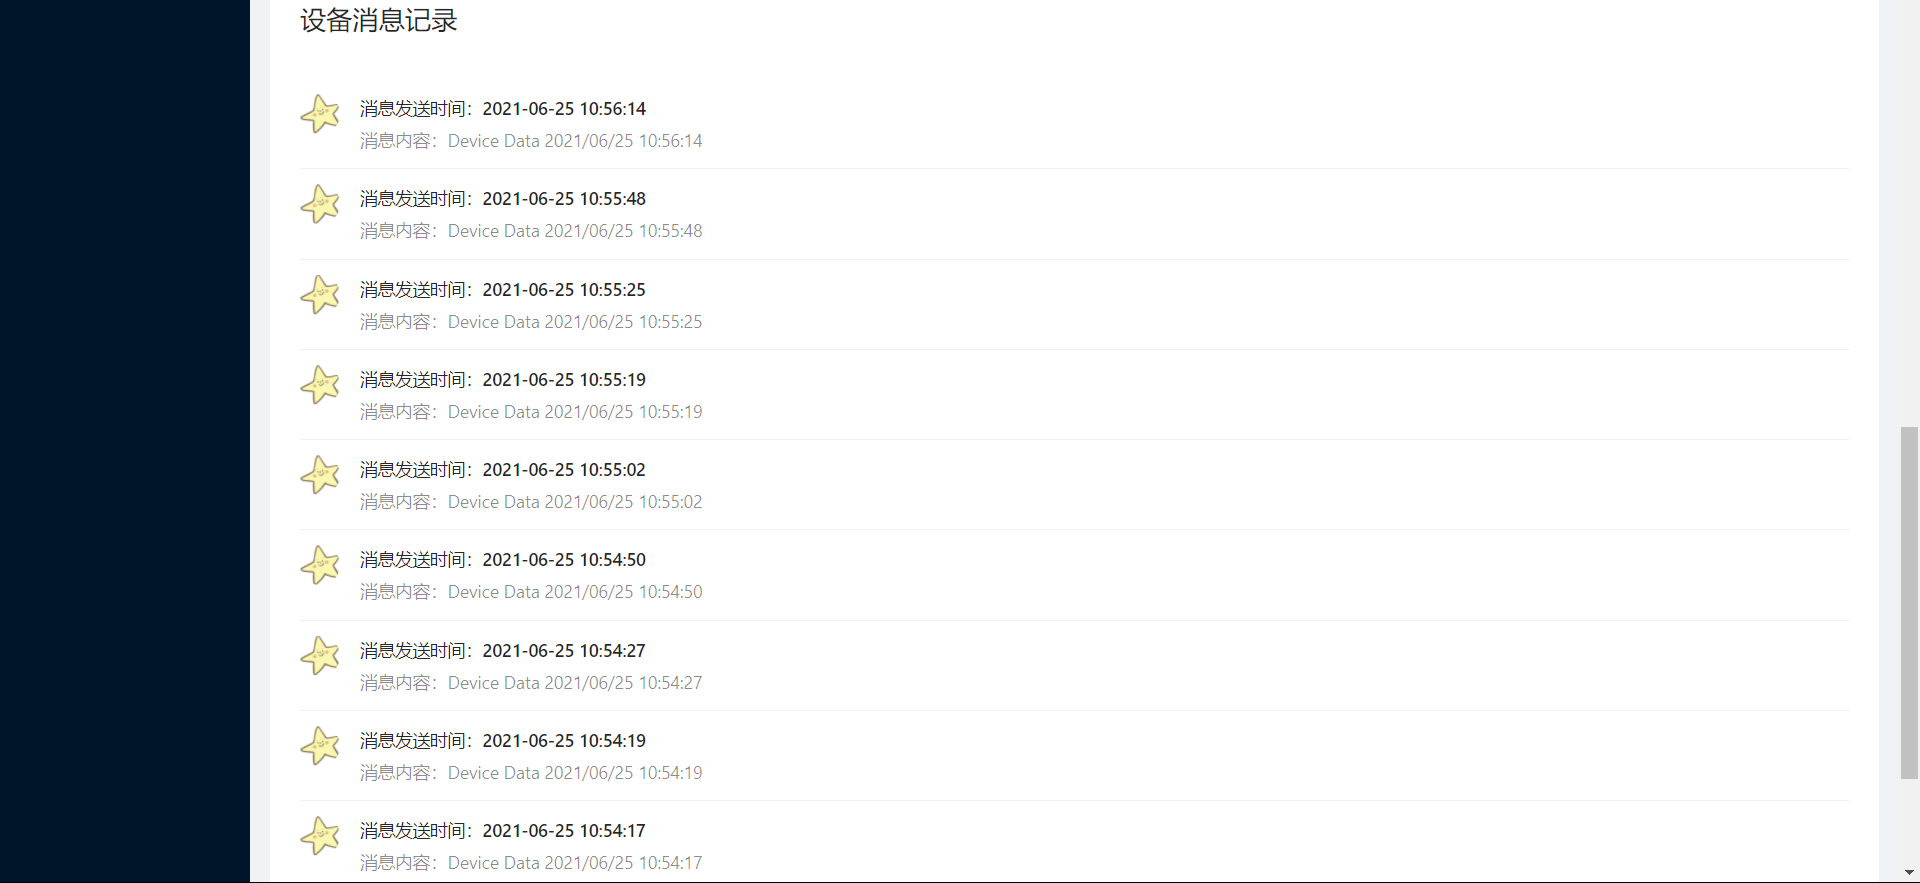 设备消息记录
消息发送时间：2021-06-25 10:56:14
消息内容：Device Data 2021/06/25 10:56:14
消息发送时间：2021-06-25 10:55:48
消息内容：Device Data 2021/06/25 10:55:48
消息发送时间：2021-06-25 10:55:25
消息内容：Device Data 2021/06/25 10:55:25
消息发送时间：2021-06-25 10:55:19
消息内容：Device Data 2021/06/25 10:55:19
消息发送时间：2021-06-25 10:55:02
消息内容：Device Data 2021/06/25 10:55:02
消息发送时间：2021-06-25 10:54:50
消息内容：Device Data 2021/06/25 10:54:50
消息发送时间：2021-06-25 10:54:27
消息内容：Device Data 2021/06/25 10:54:27
消息发送时间：2021-06-25 10:54:19
消息内容：Device Data 2021/06/25 10:54:19
消息发送时间：2021-06-25 10:54:17
消息内容：Device Data 2021/06/25 10:54:17